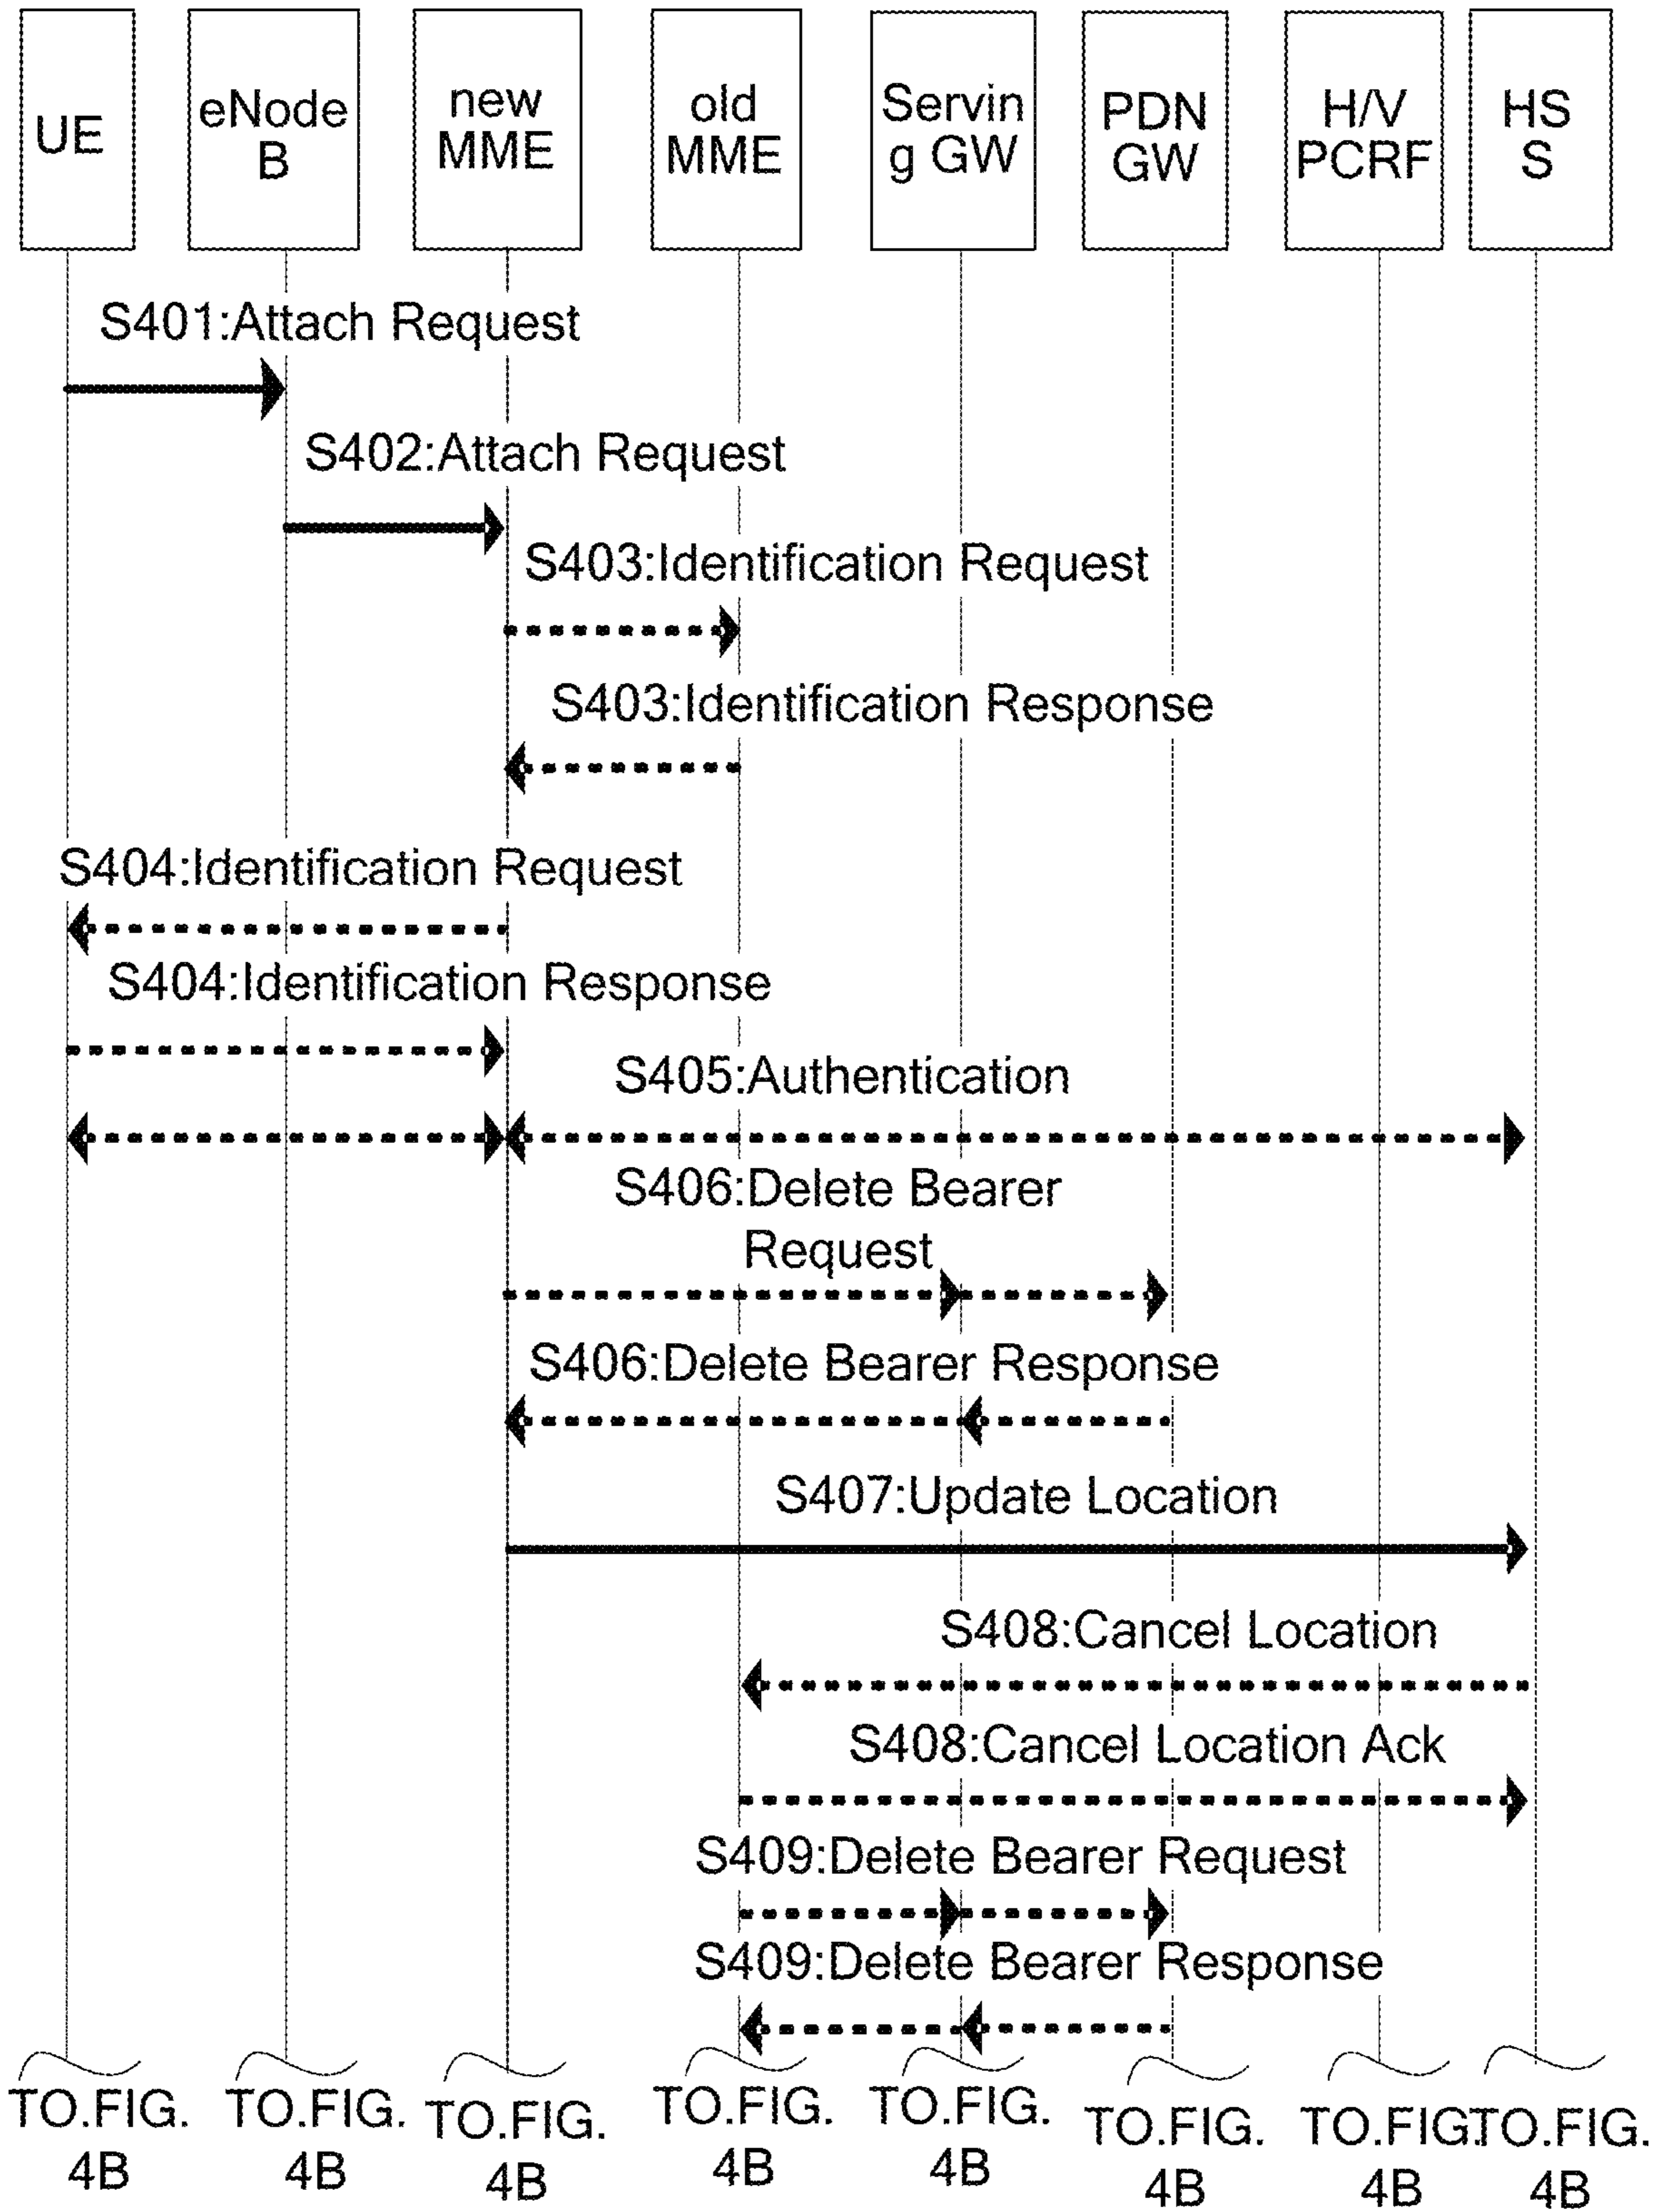 UE
eNode
B
new
MME
old
MME
Servin
g GW
PDN
GW
H/V
PCRF
HS
S
S401:Attach Request
S402:Attach Request
S403:Identification Request
S403:Identification Response
S404:Identification Request
S404:Identification Response
S405:Authentication
S406:Delete Bearer
Request
S406:Delete Bearer Response
S407:Update Location
S408:Cancel Location
S408:Cancel Location Ack
S409:Delete Bearer Request
S409:Delete Bearer Response
TO.FIG.
4B
TO.FIG.
4B
TO.FIG.
4B
TO.FIG.
4B
TO.FIG.
4B
TO.FIG.
4B
TO.FIG.
4B
TO.FIG.
4B